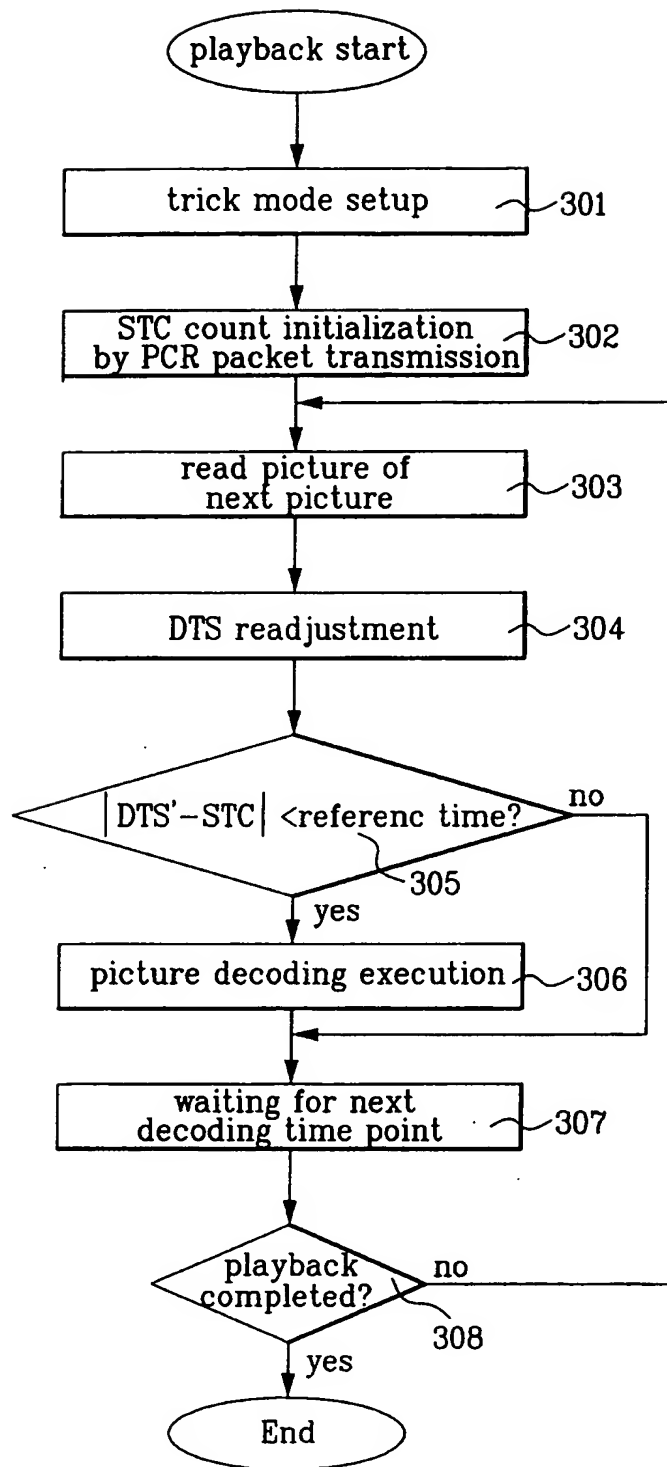 playback start
trick mode setup
301
STC count initialization
by PCR packet transmission
302
read picture of
next picture
303
DTS readjustment
304
|DTS'-STC| <referenc time?
no
305
yes
picture decoding execution
306
waiting for next
decoding time point
307
playback
completed?
no
308
yes
End